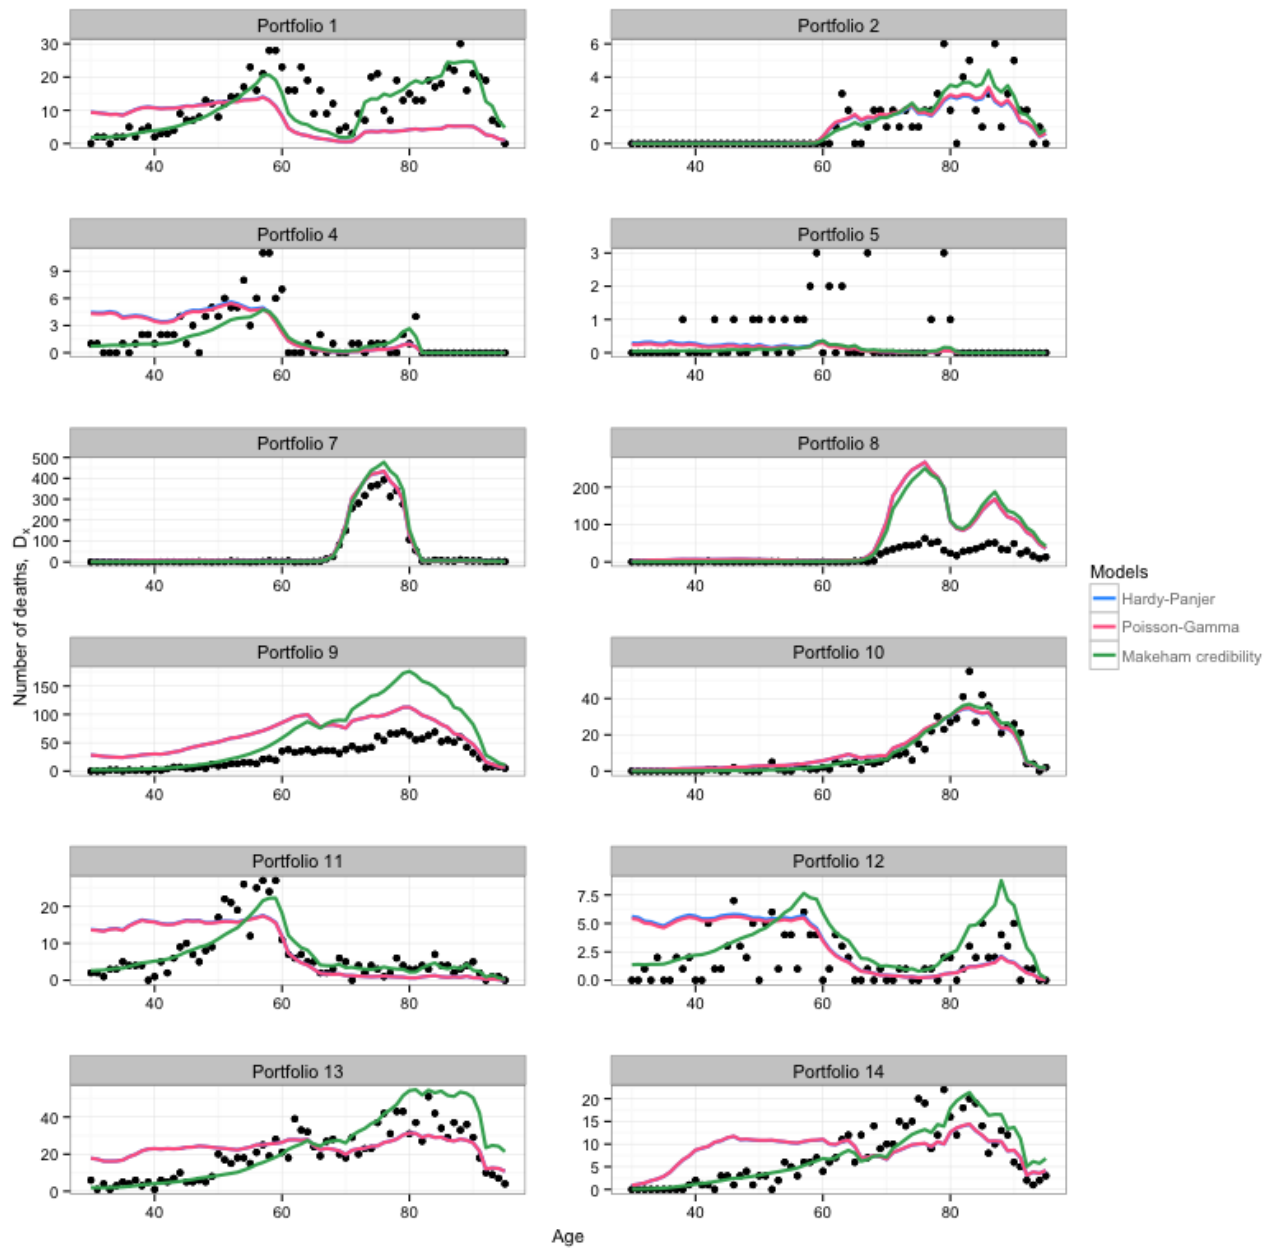 Portfolio 1
Portfolio 2
30
20
10
0
6
4
2
0
40 60 80
40 60 80
Portfolio 4
Portfolio 5
9
6
3
0
3
2
1
0
40 60 80
40 60 80
Portfolio 7
Portfolio 8
500
400
300
200
100
0
200
100
0
40 60 80
40 60 80
Number of deaths, Dx
Models
Hardy-Panjer
Poisson-Gamma
Makeham credibility
Portfolio 9
Portfolio 10
150
100
50
0
40
20
0
40 60 80
40 60 80
Portfolio 11
Portfolio 12
20
10
0
7.5
5.0
2.5
0.0
40 60 80
40 60 80
Portfolio 13
Portfolio 14
40
20
0
20
15
10
5
0
40 60 80
40 60 80
Age